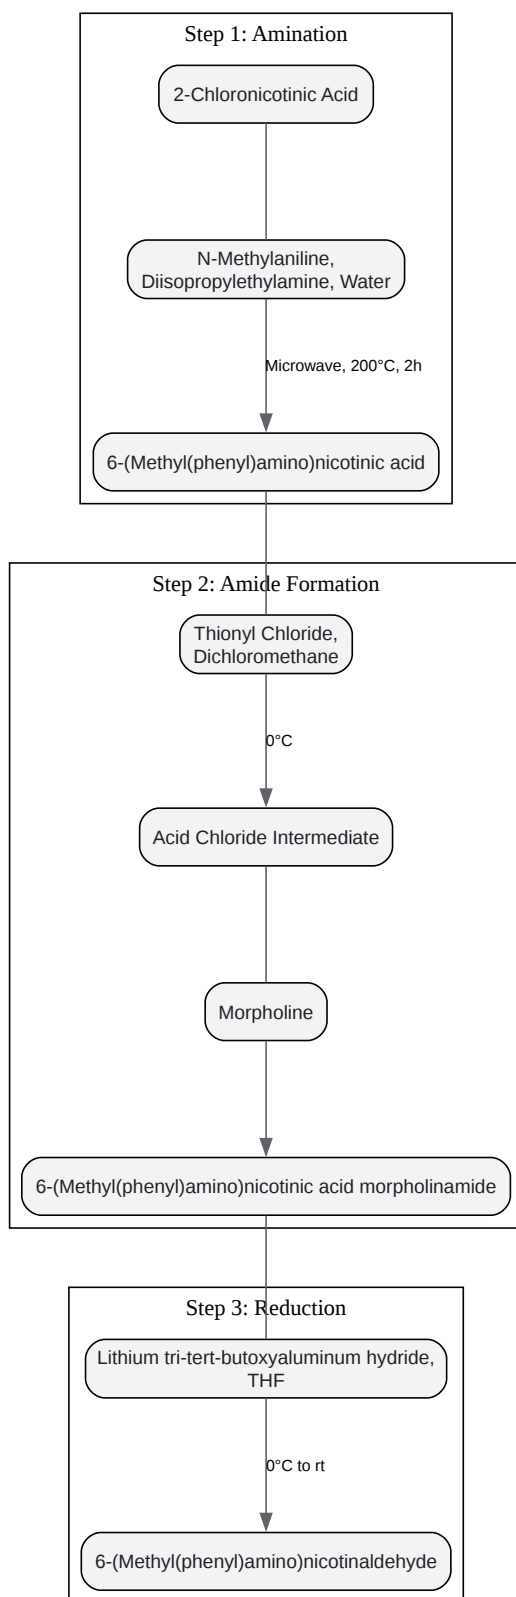 Step 1: Amination
2-Chloronicotinic Acid
N-Methylaniline,
Diisopropylethylamine, Water
Microwave, 200°C, 2h
6-(Methyl(phenyl)amino)nicotinic acid
Step 2: Amide Formation
Thionyl Chloride,
Dichloromethane
0°C
Acid Chloride Intermediate
Morpholine
6-(Methyl(phenyl)amino)nicotinic acid morpholinamide
Step 3: Reduction
Lithium tri-tert-butoxyaluminum hydride,
THF
0°C to rt
6-(Methyl(phenyl)amino)nicotinaldehyde